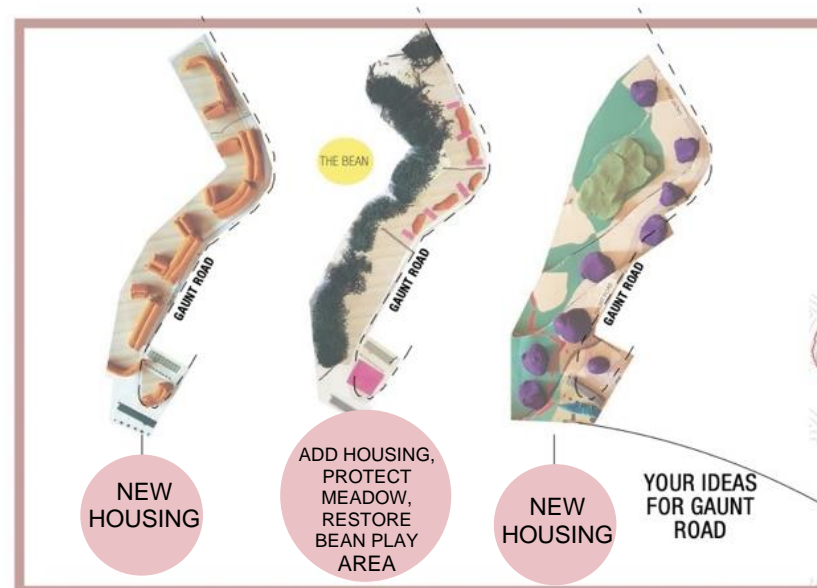 THE BEAN
GAUNT ROAD
GAUNT ROAD
GAUNT ROAD
NEW
HOUSING
ADD HOUSING,
PROTECT
MEADOW,
RESTORE
BEAN PLAY
AREA
NEW
HOUSING
YOUR IDEAS
FOR GAUNT
ROAD